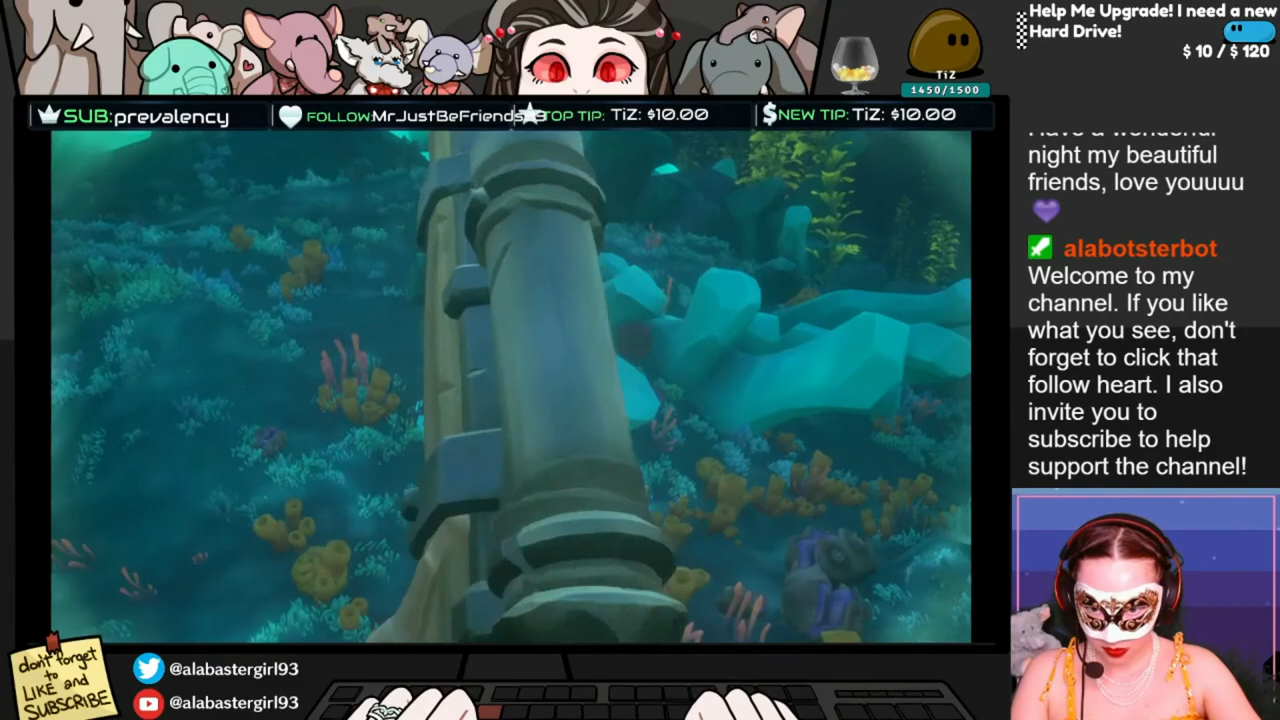 Help Me Upgrade! I need a new
Hard Drive!
$ 10 / $ 120
TiZ
1450/1500
SUB:prevalency
FOLLOW:MrJustBeFriends
TOP TIP: TiZ: $10.00
$NEW TIP: TiZ: $10.00
Have a wonderful
night my beautiful
friends, love youuuu
alabotsterbot
Welcome to my
channel. If you like
what you see, don't
forget to click that
follow heart. I also
invite you to
subscribe to help
support the channel!
don't forget
to
LIKE and
SUBSCRIBE
@alabastergirl93
@alabastergirl93